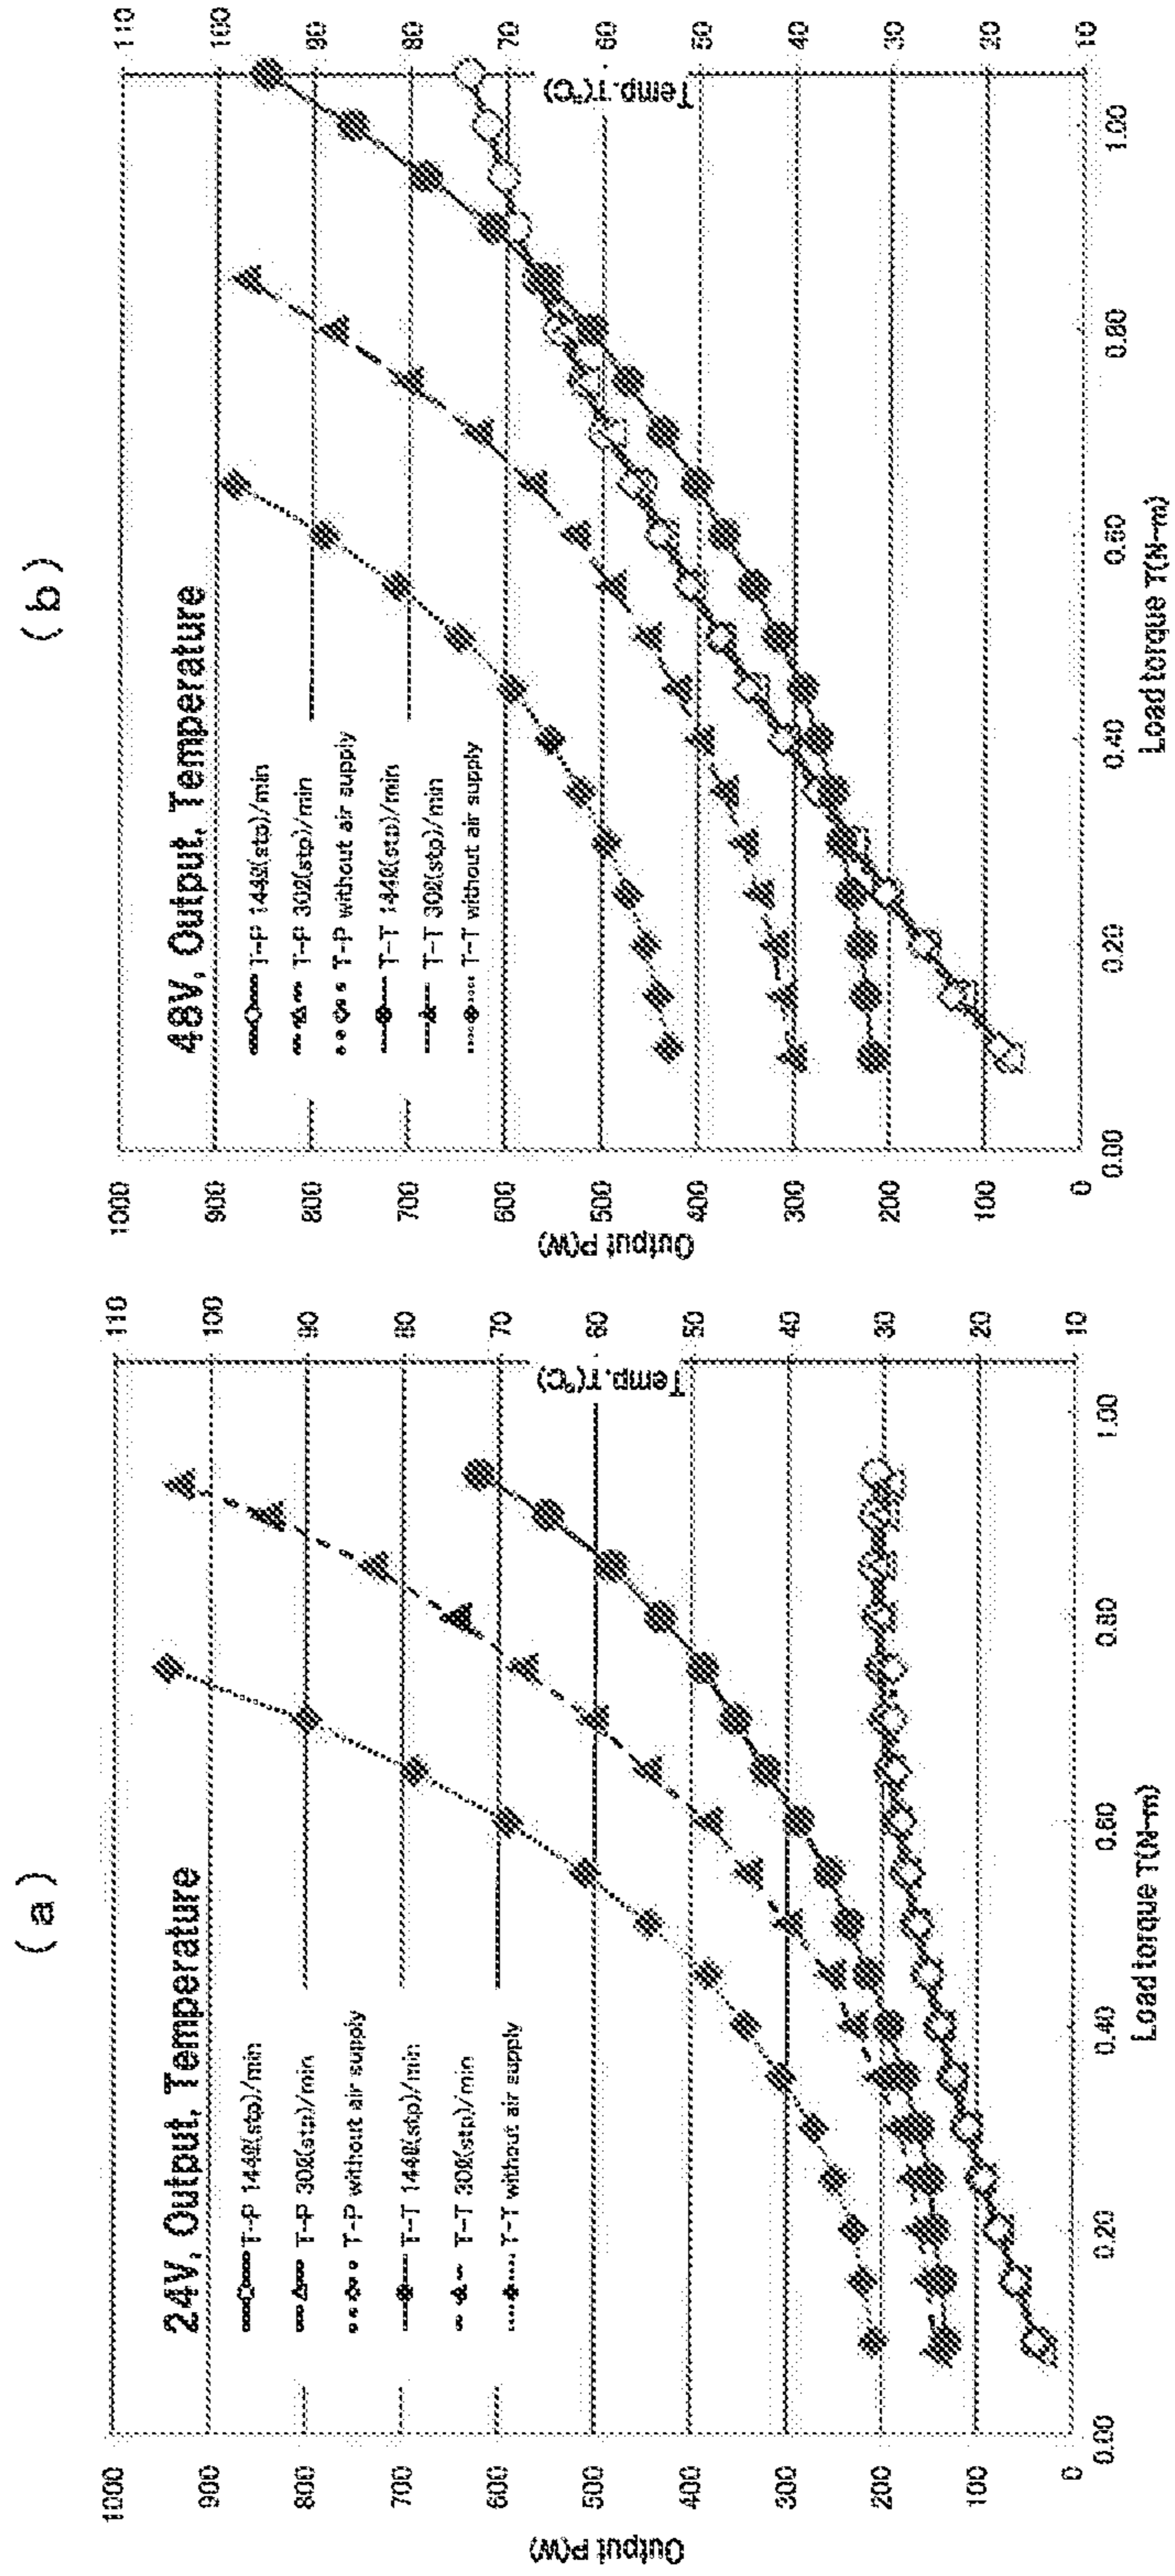 (a)
24V, Output, Temperature
T-P 144ℓ(stp)/min
T-P 30ℓ(stp)/min
T-P without air supply
T-T 144ℓ(stp)/min
T-T 30ℓ(stp)/min
T-T without air supply
Output P(W)
1000
900
800
700
600
500
400
300
200
100
0
Temp.T(°C)
110
100
90
80
70
60
50
40
30
20
10
0.00
0.20
0.40
0.60
0.80
1.00
Load torque T(N-m)
(b)
48V, Output, Temperature
T-P 144ℓ(stp)/min
T-P 30ℓ(stp)/min
T-P without air supply
T-T 144ℓ(stp)/min
T-T 30ℓ(stp)/min
T-T without air supply
Output P(W)
1000
900
800
700
600
500
400
300
200
100
0
Temp.T(°C)
110
100
90
80
70
60
50
40
30
20
10
0.00
0.20
0.40
0.60
0.80
1.00
Load torque T(N-m)